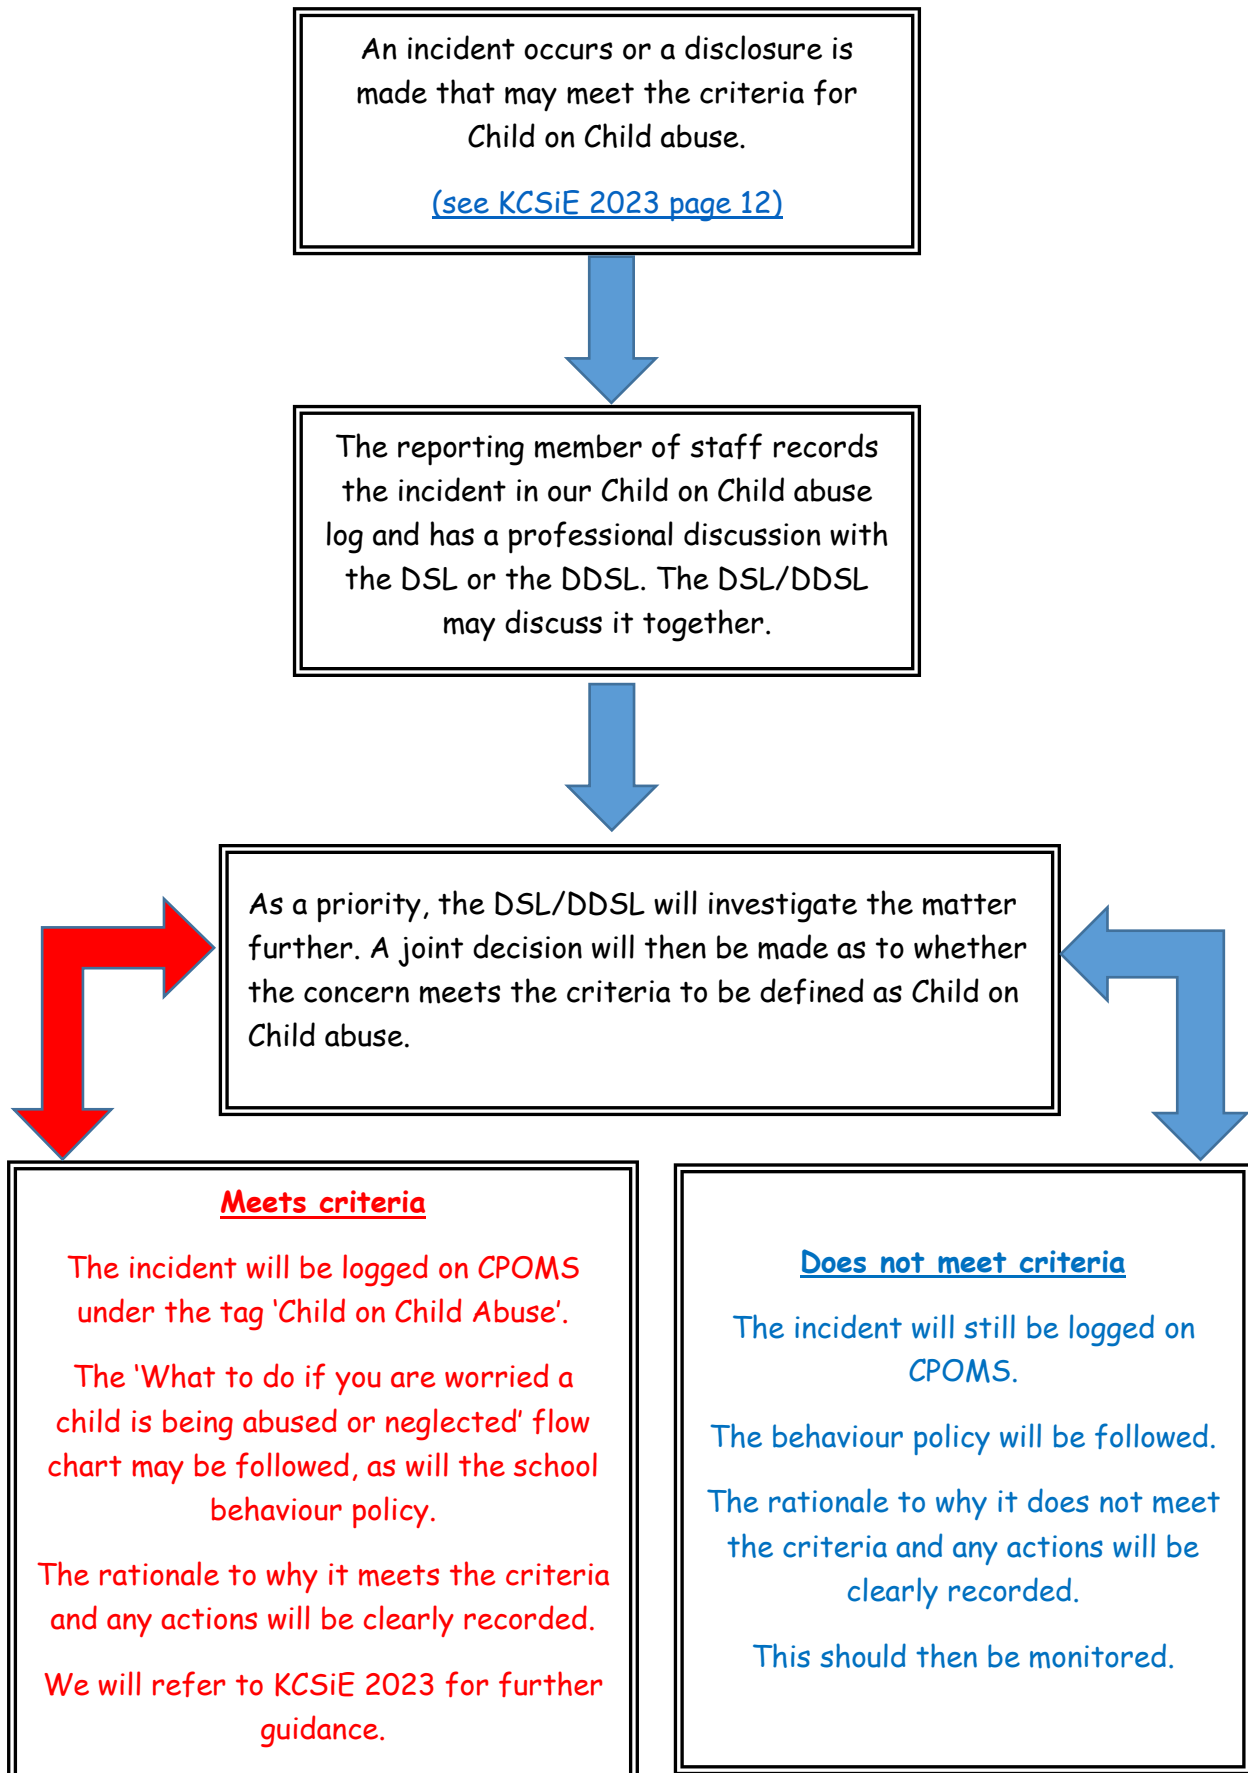 An incident occurs or a disclosure is
made that may meet the criteria for
Child on Child abuse.
(see KCSiE 2023 page 12)
The reporting member of staff records
the incident in our Child on Child abuse
log and has a professional discussion with
the DSL or the DDSL. The DSL/DDSL
may discuss it together.
As a priority, the DSL/DDSL will investigate the matter
further. A joint decision will then be made as to whether
the concern meets the criteria to be defined as Child on
Child abuse.
Meets criteria
The incident will be logged on CPOMS
under the tag ‘Child on Child Abuse’.
The ‘What to do if you are worried a
child is being abused or neglected’ flow
chart may be followed, as will the school
behaviour policy.
The rationale to why it meets the criteria
and any actions will be clearly recorded.
We will refer to KCSiE 2023 for further
guidance.
Does not meet criteria
The incident will still be logged on
CPOMS.
The behaviour policy will be followed.
The rationale to why it does not meet
the criteria and any actions will be
clearly recorded.
This should then be monitored.